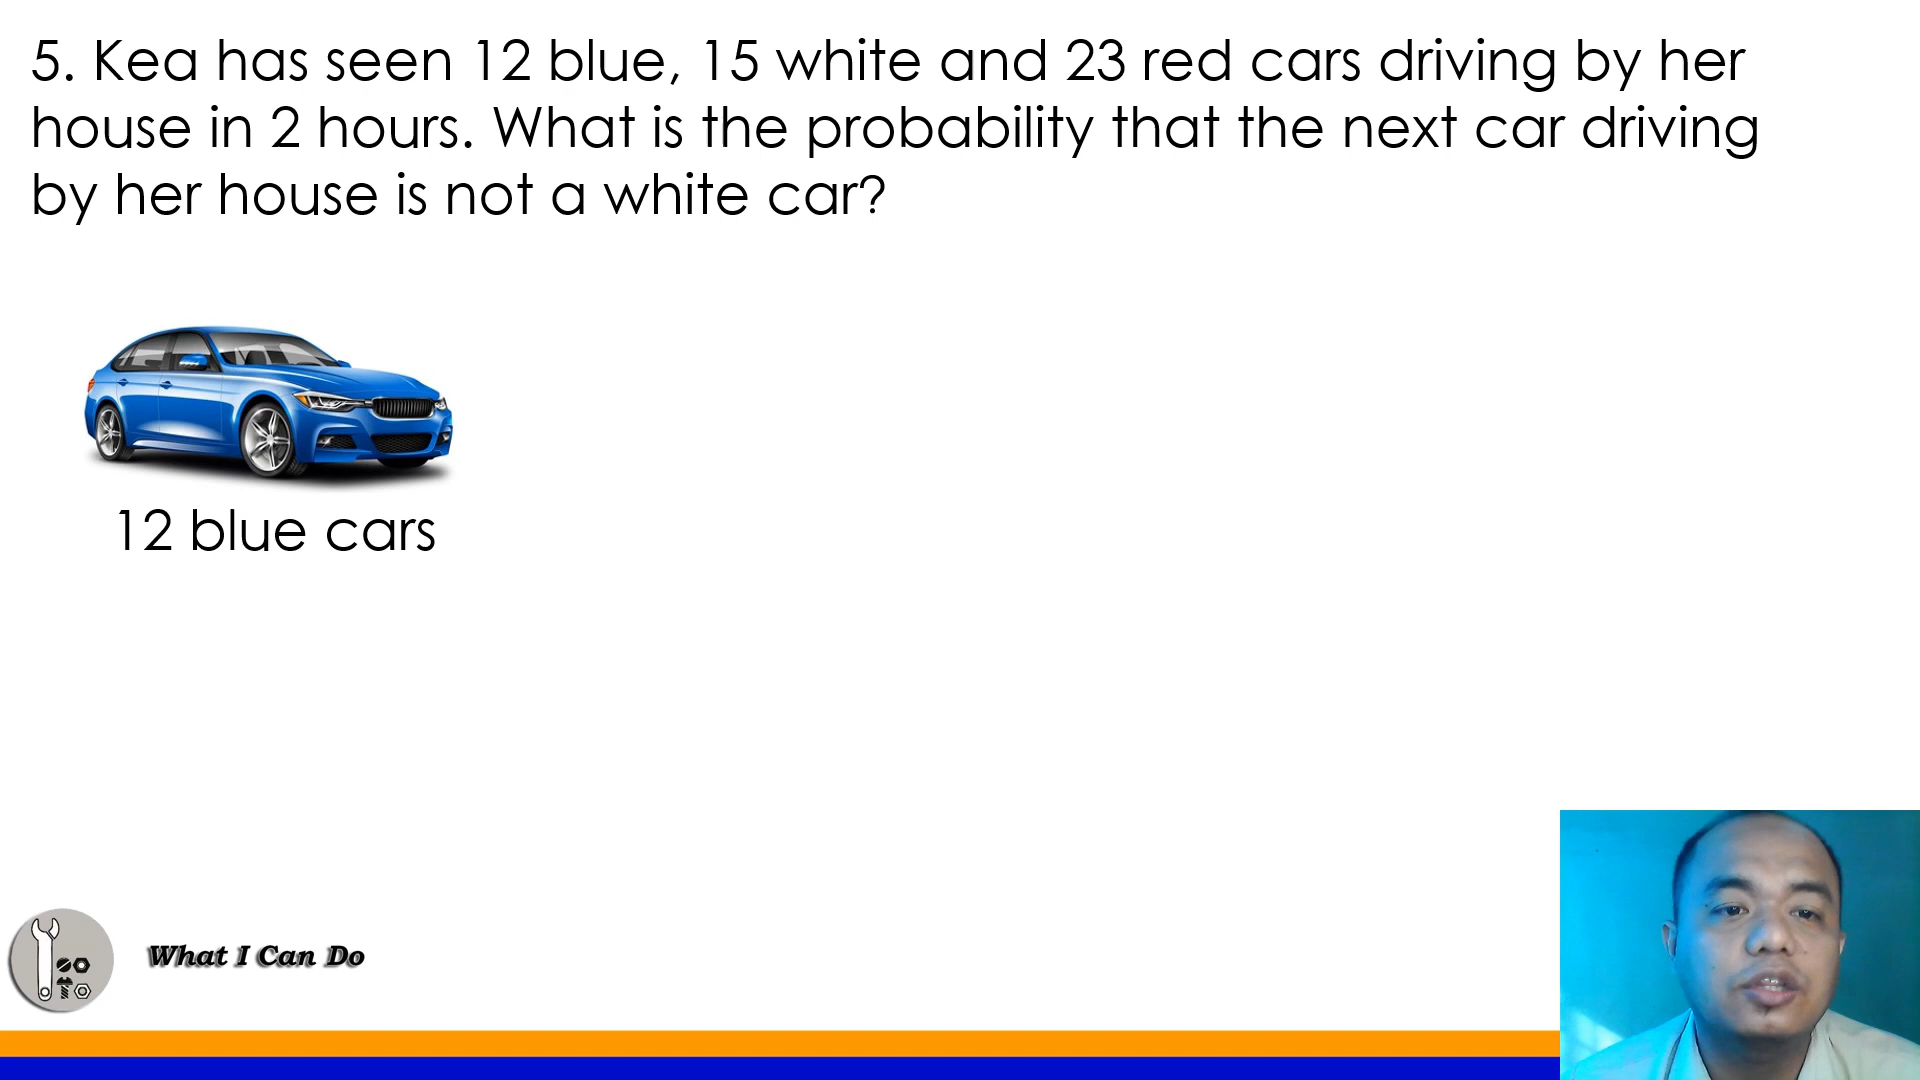 5. Kea has seen 12 blue, 15 white and 23 red cars driving by her
house in 2 hours. What is the probability that the next car driving
by her house is not a white car?
12 blue cars
What I Can Do